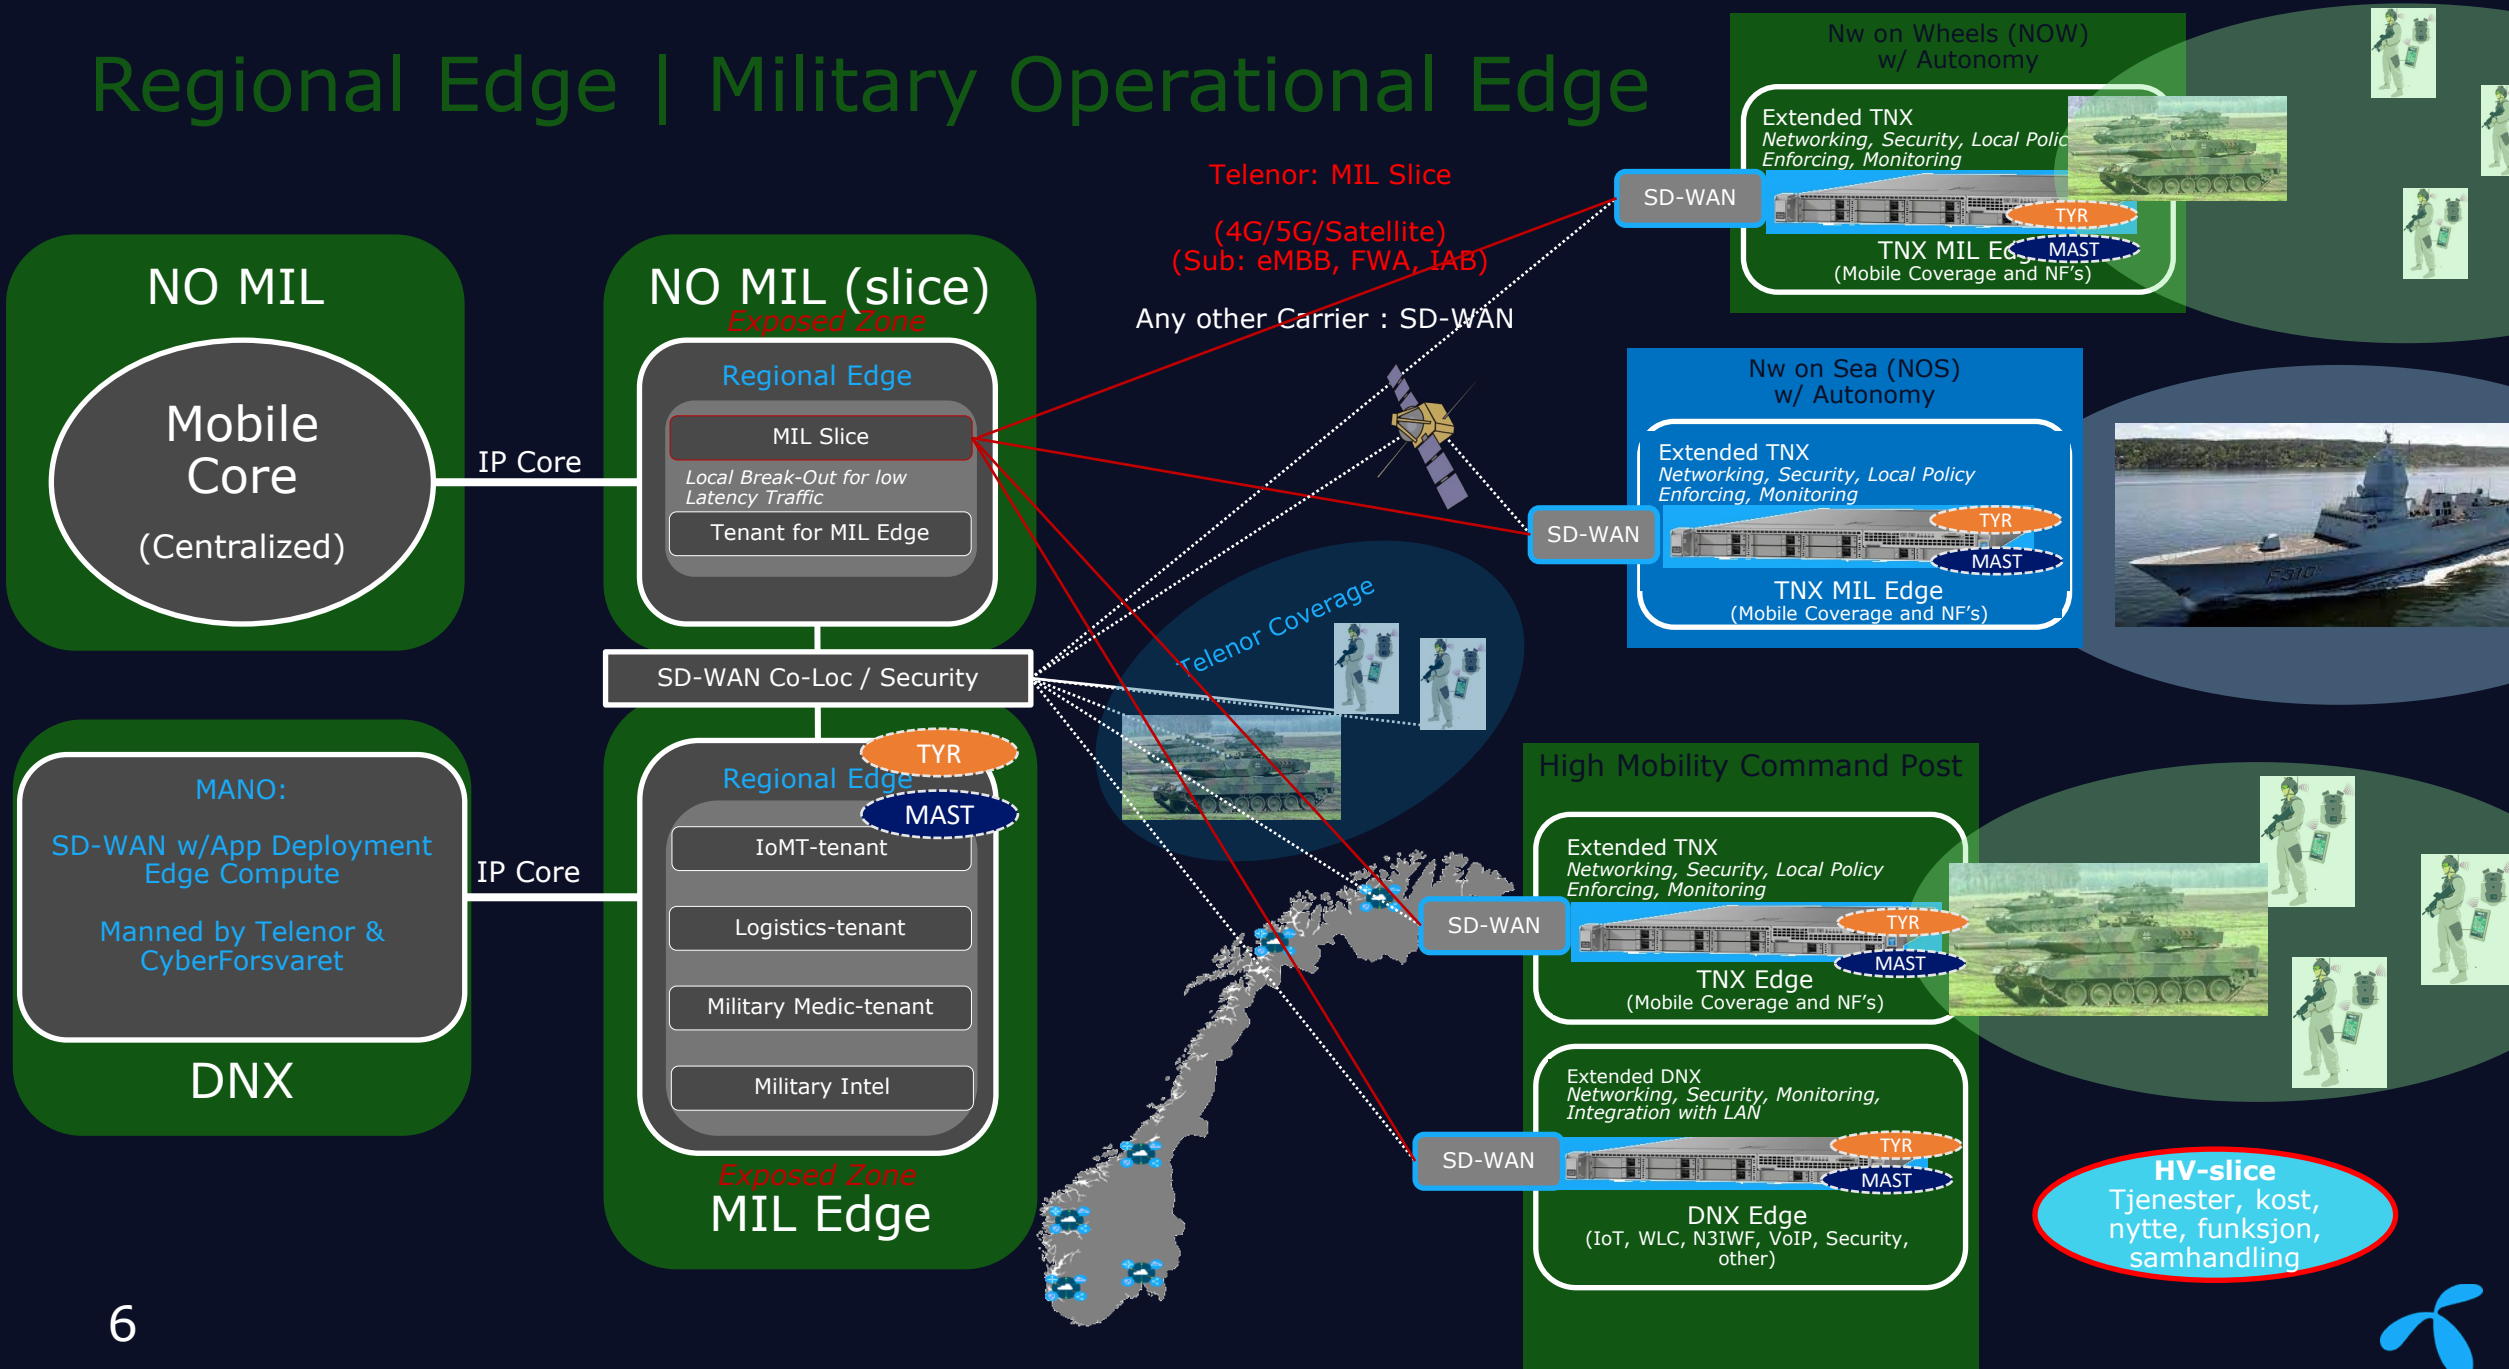 Regional Edge | Military Operational Edge
NO MIL
Mobile
Core
(Centralized)
IP Core
NO MIL (slice)
Exposed Zone
Regional Edge
MIL Slice
Local Break-Out for low
Latency Traffic
Tenant for MIL Edge
SD-WAN Co-Loc / Security
MANO:
SD-WAN w/App Deployment
Edge Compute
Manned by Telenor &
CyberForsvaret
DNX
IP Core
TYR
Regional Edge
MAST
IoMT-tenant
Logistics-tenant
Military Medic-tenant
Military Intel
Exposed Zone
MIL Edge
Telenor: MIL Slice
(4G/5G/Satellite)
(Sub: eMBB, FWA, IAB)
Any other Carrier : SD-WAN
Telenor Coverage
Nw on Wheels (NOW)
w/ Autonomy
Extended TNX
Networking, Security, Local Polic
Enforcing, Monitoring
SD-WAN
TYR
MAST
TNX MIL Edg
(Mobile Coverage and NF's)
Nw on Sea (NOS)
w/ Autonomy
Extended TNX
Networking, Security, Local Policy
Enforcing, Monitoring
SD-WAN
TYR
MAST
TNX MIL Edge
(Mobile Coverage and NF's)
F310
High Mobility Command Post
Extended TNX
Networking, Security, Local Policy
Enforcing, Monitoring
SD-WAN
TYR
MAST
TNX Edge
(Mobile Coverage and NF's)
Extended DNX
Networking, Security, Monitoring,
Integration with LAN
SD-WAN
TYR
MAST
DNX Edge
(IoT, WLC, N3IWF, VoIP, Security,
other)
HV-slice
Tjenester, kost,
nytte, funksjon,
samhandling
6